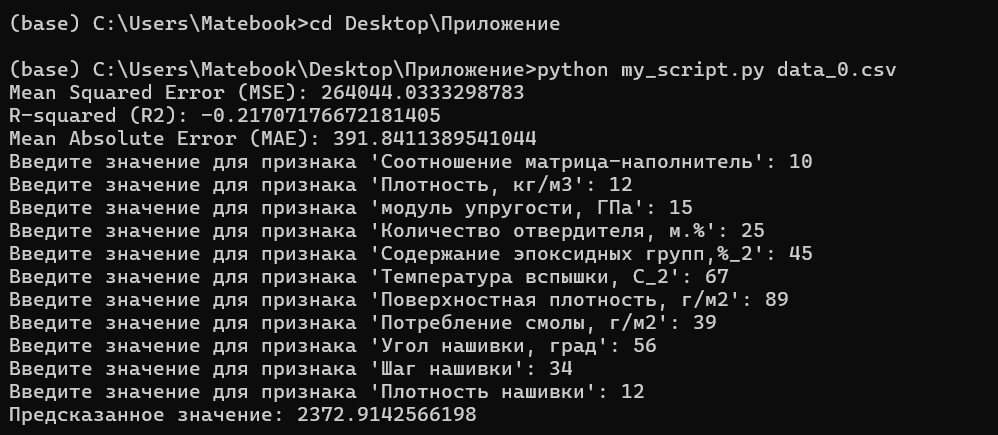 (base) C:\Users\Matebook>cd Desktop\Приложение
(base) C:\Users\Matebook\Desktop\Приложение>python my_script.py data_0.csv
Mean Squared Error (MSE): 264044.0333298783
R-squared (R2): -0.21707176672181405
Mean Absolute Error (MAE): 391.8411389541044
Введите значение для признака 'Соотношение матрица-наполнитель': 10
Введите значение для признака 'Плотность, кг/м3': 12
Введите значение для признака 'модуль упругости, ГПа': 15
Введите значение для признака 'Количество отвердителя, м.%': 25
Введите значение для признака 'Содержание эпоксидных групп,%_2': 45
Введите значение для признака 'Температура вспышки, С_2': 67
Введите значение для признака 'Поверхностная плотность, г/м2': 89
Введите значение для признака 'Потребление смолы, г/м2': 39
Введите значение для признака 'Угол нашивки, град': 56
Введите значение для признака 'Шаг нашивки': 34
Введите значение для признака 'Плотность нашивки': 12
Предсказанное значение: 2372.9142566198